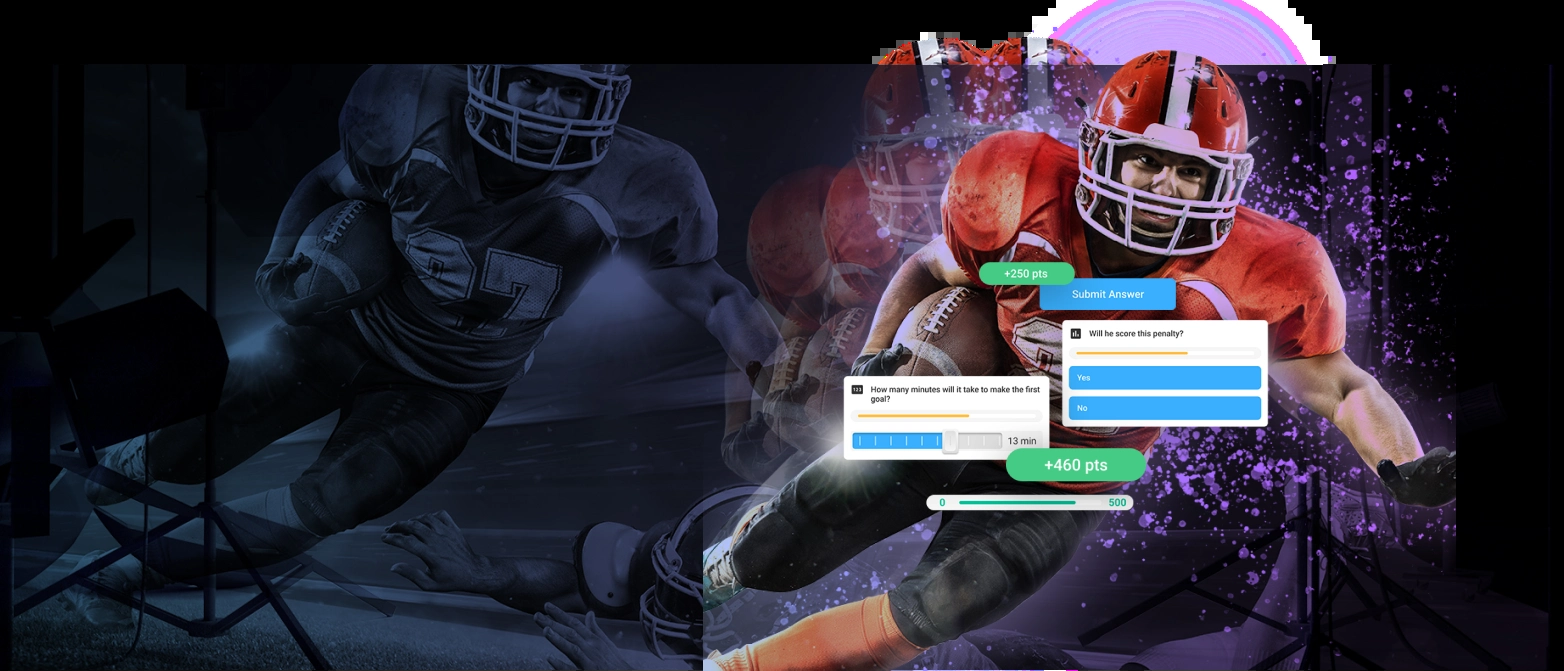 97
+250 pts
Submit Answer
Will he score this penalty?
Yes
No
123
How many minutes will it take to make the first
goal?
13 min
+460 pts
0
500